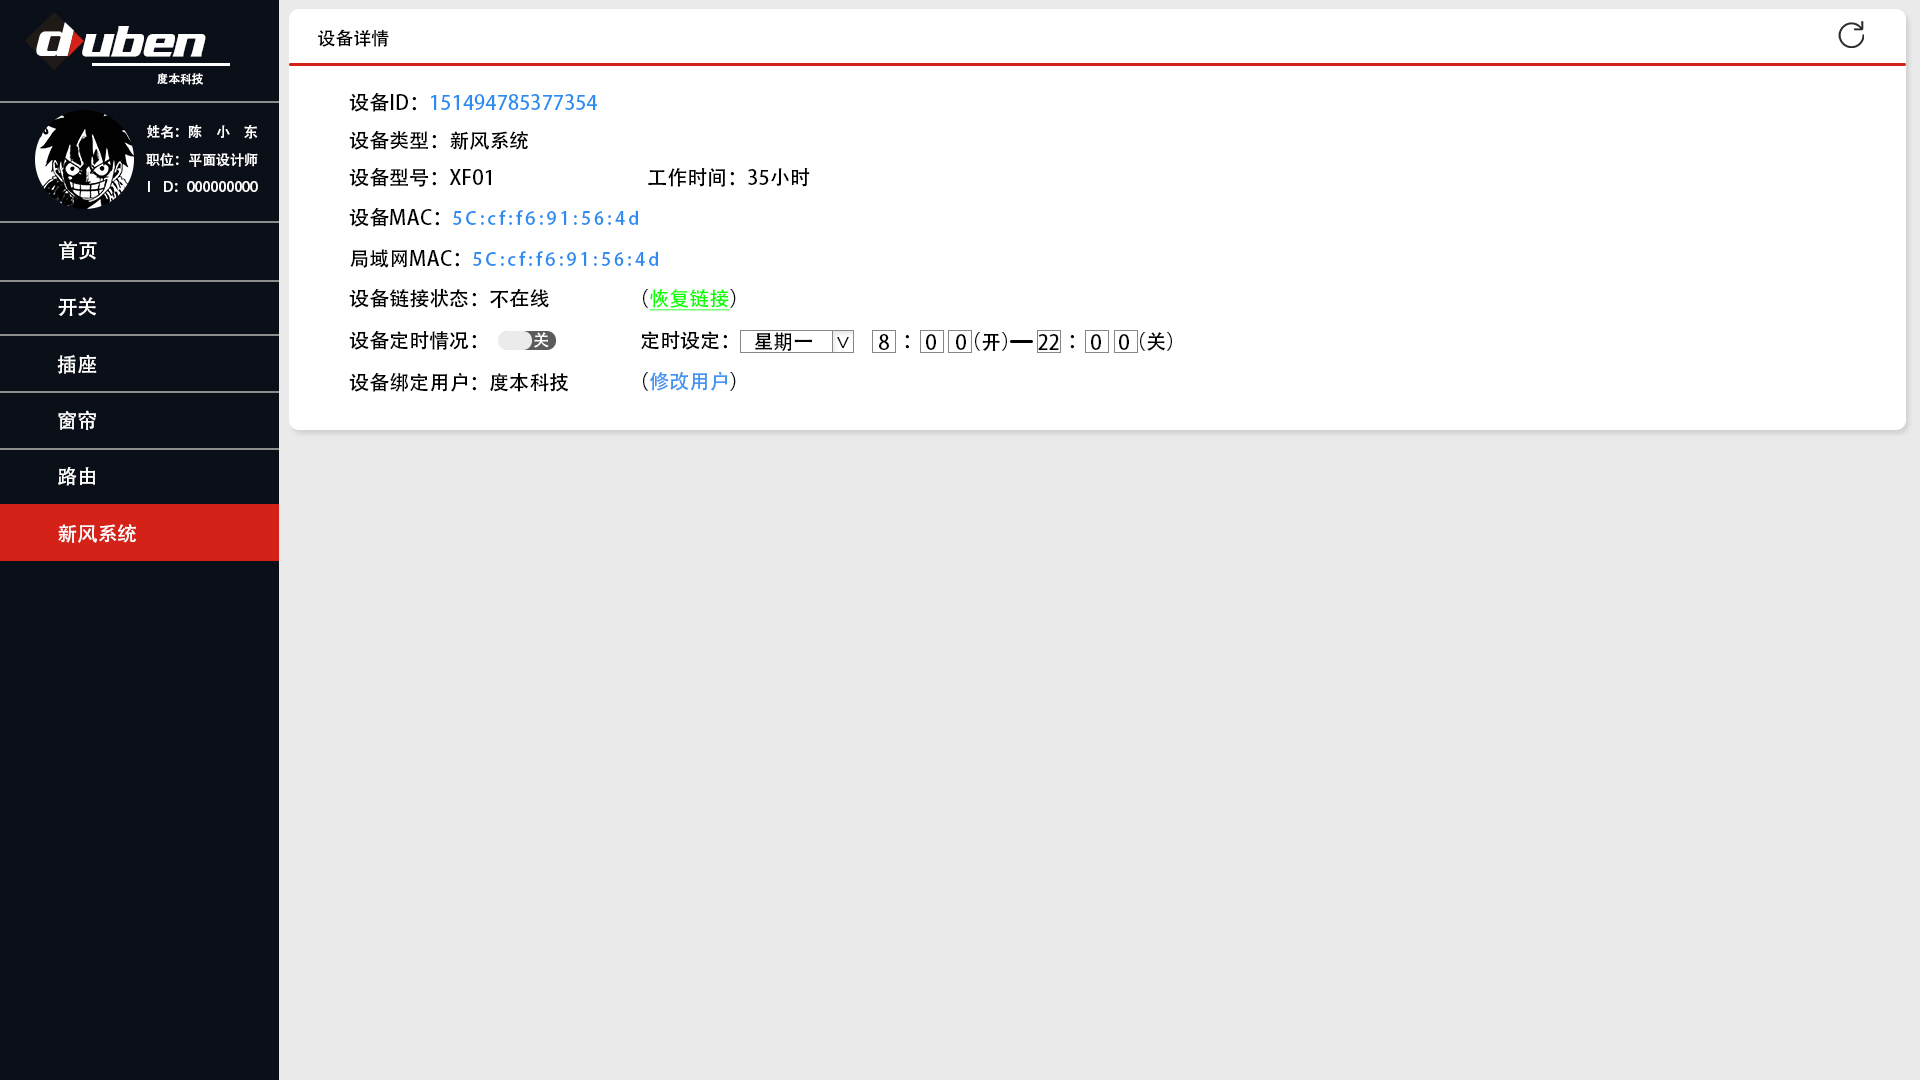 duben
度本科技
姓名：陈 小 东
职位：平面设计师
I D：000000000
首页
开关
插座
窗帘
路由
新风系统
设备详情
设备ID：151494785377354
设备类型：新风系统
设备型号：XF01 工作时间：35小时
设备MAC：5C:cf:f6:91:56:4d
局域网MAC：5C:cf:f6:91:56:4d
设备链接状态：不在线 （恢复链接）
设备定时情况： 关 定时设定： 星期一 V 8 ： 0 0（开）—22 ： 0 0（关）
设备绑定用户：度本科技 （修改用户）